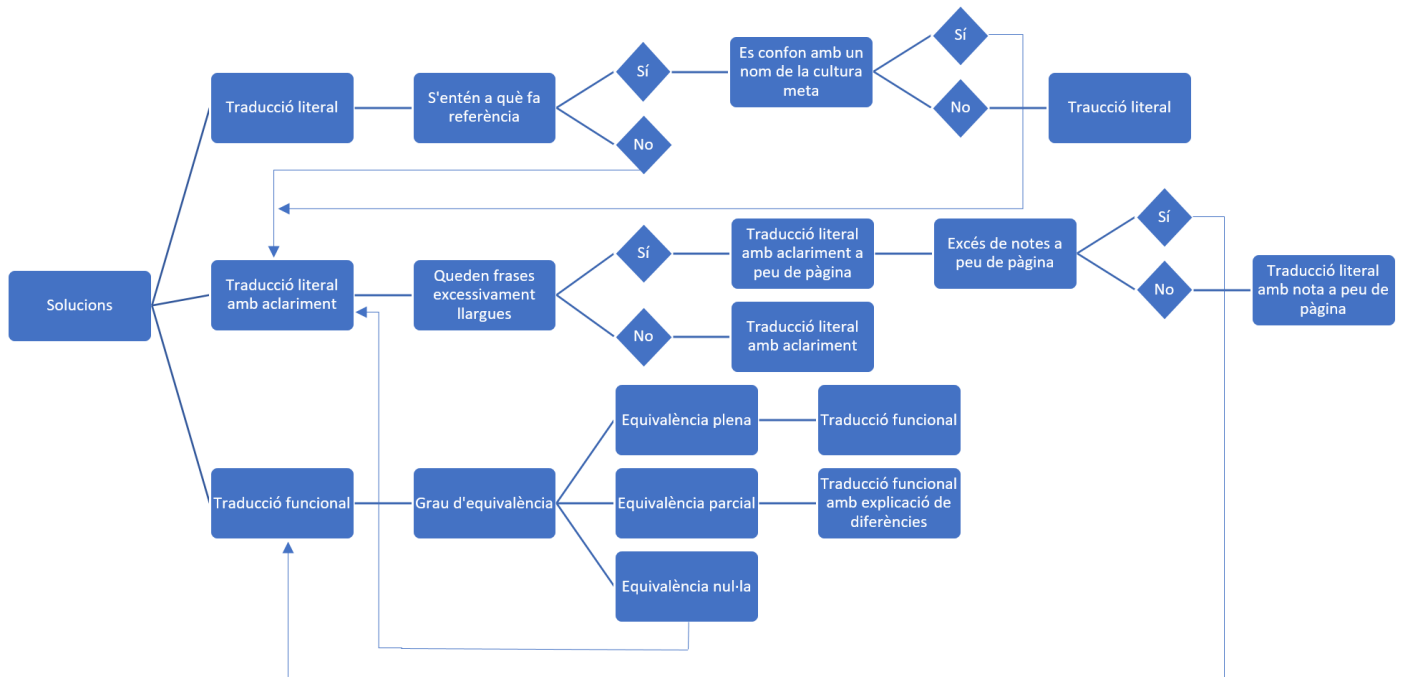 Solucions
Traducció literal
S'entén a què fa
referència
Sí
No
Es confon amb un
nom de la cultura
meta
Sí
No
Traucció literal
Traducció literal
amb aclariment
Queden frases
excessivament
llargues
Sí
No
Traducció literal
amb aclariment a
peu de pàgina
Traducció literal
amb aclariment
Excés de notes a
peu de pàgina
Sí
No
Traducció literal
amb nota a peu de
pàgina
Traducció funcional
Grau d'equivalència
Equivalència plena
Traducció funcional
Equivalència parcial
Traducció funcional
amb explicació de
diferències
Equivalència nul·la